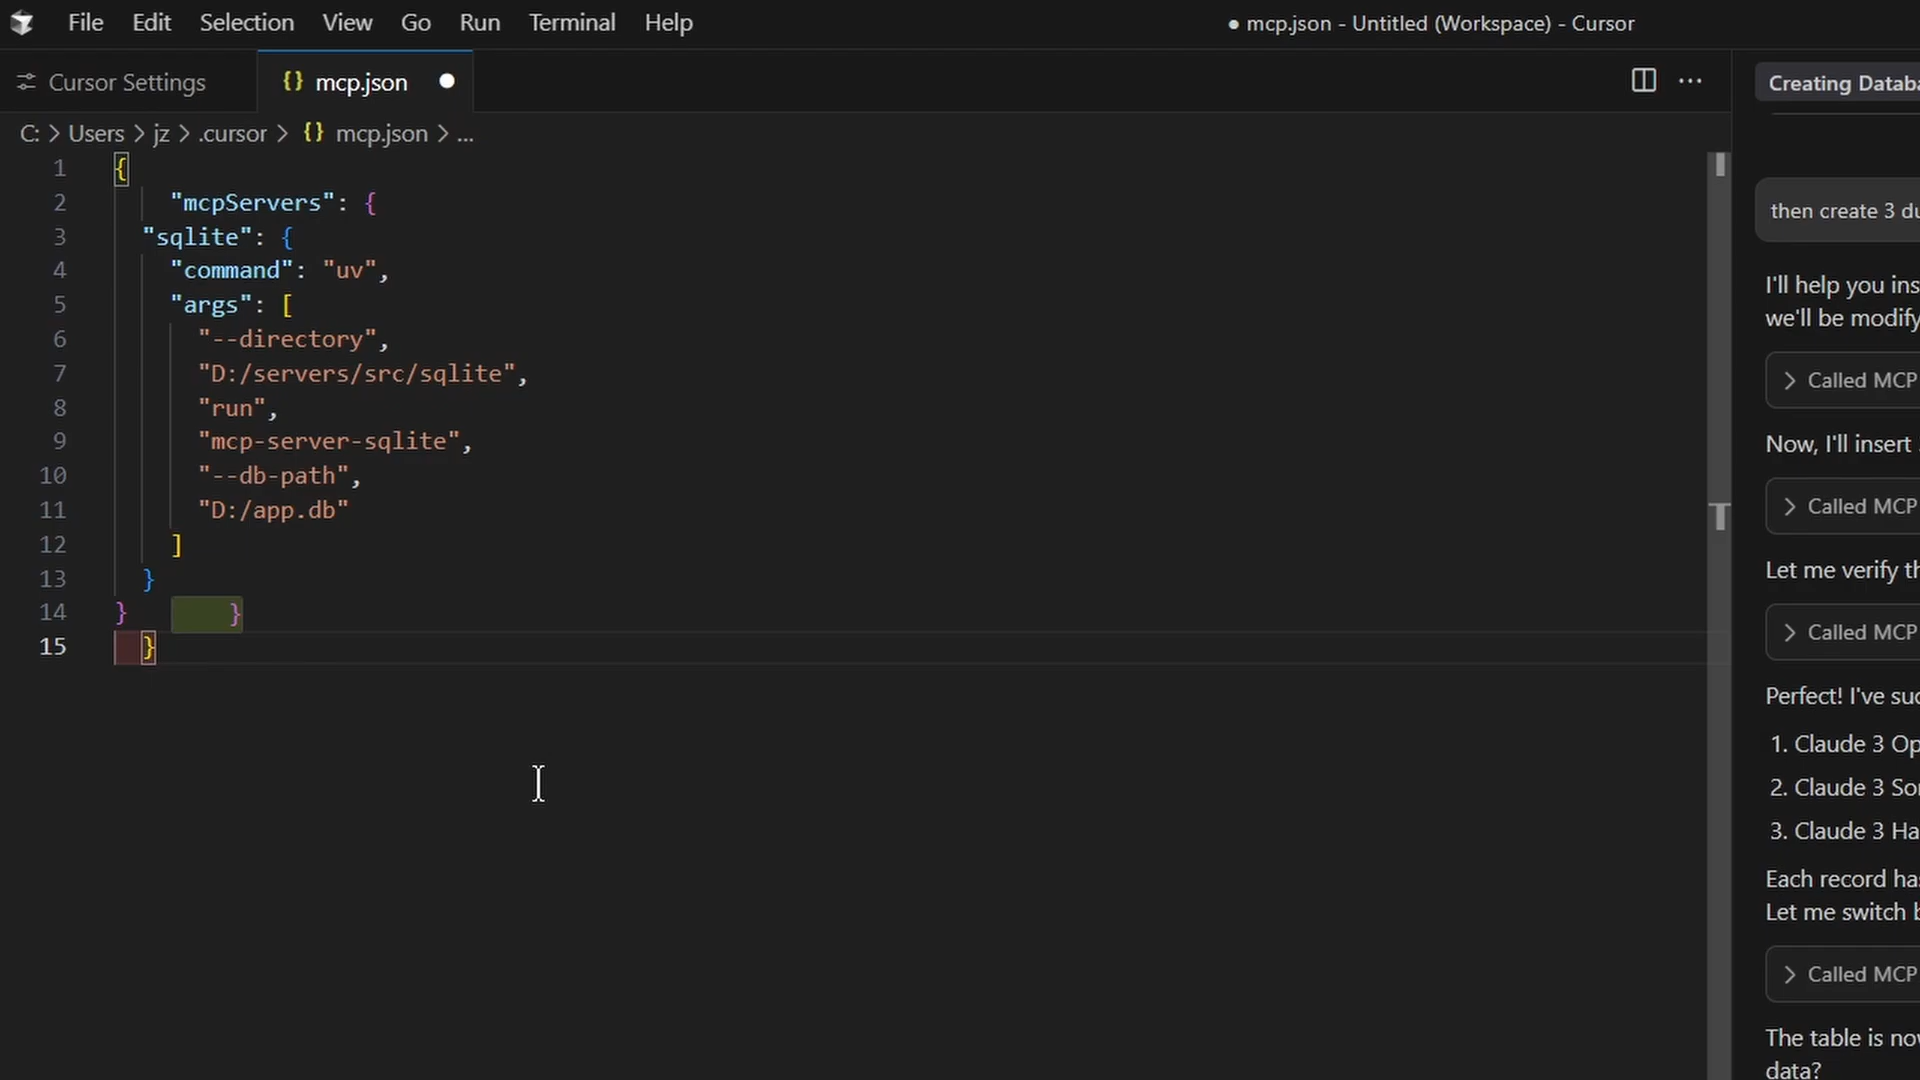 File Edit Selection View Go Run Terminal Help
● mcp.json - Untitled (Workspace) - Cursor
Cursor Settings
{} mcp.json ●
C: > Users > jz > .cursor > {} mcp.json > ...
1 {
2 "mcpServers": {
3 "sqlite": {
4 "command": "uv",
5 "args": [
6 "--directory",
7 "D:/servers/src/sqlite",
8 "run",
9 "mcp-server-sqlite",
10 "--db-path",
11 "D:/app.db"
12 ]
13 }
14 } }
15 }
Creating Databa
then create 3 du
I'll help you ins
we'll be modify
> Called MCP
Now, I'll insert
> Called MCP
Let me verify th
> Called MCP
Perfect! I've suc
1. Claude 3 Op
2. Claude 3 Son
3. Claude 3 Ha
Each record has
Let me switch b
> Called MCP
The table is now
data?